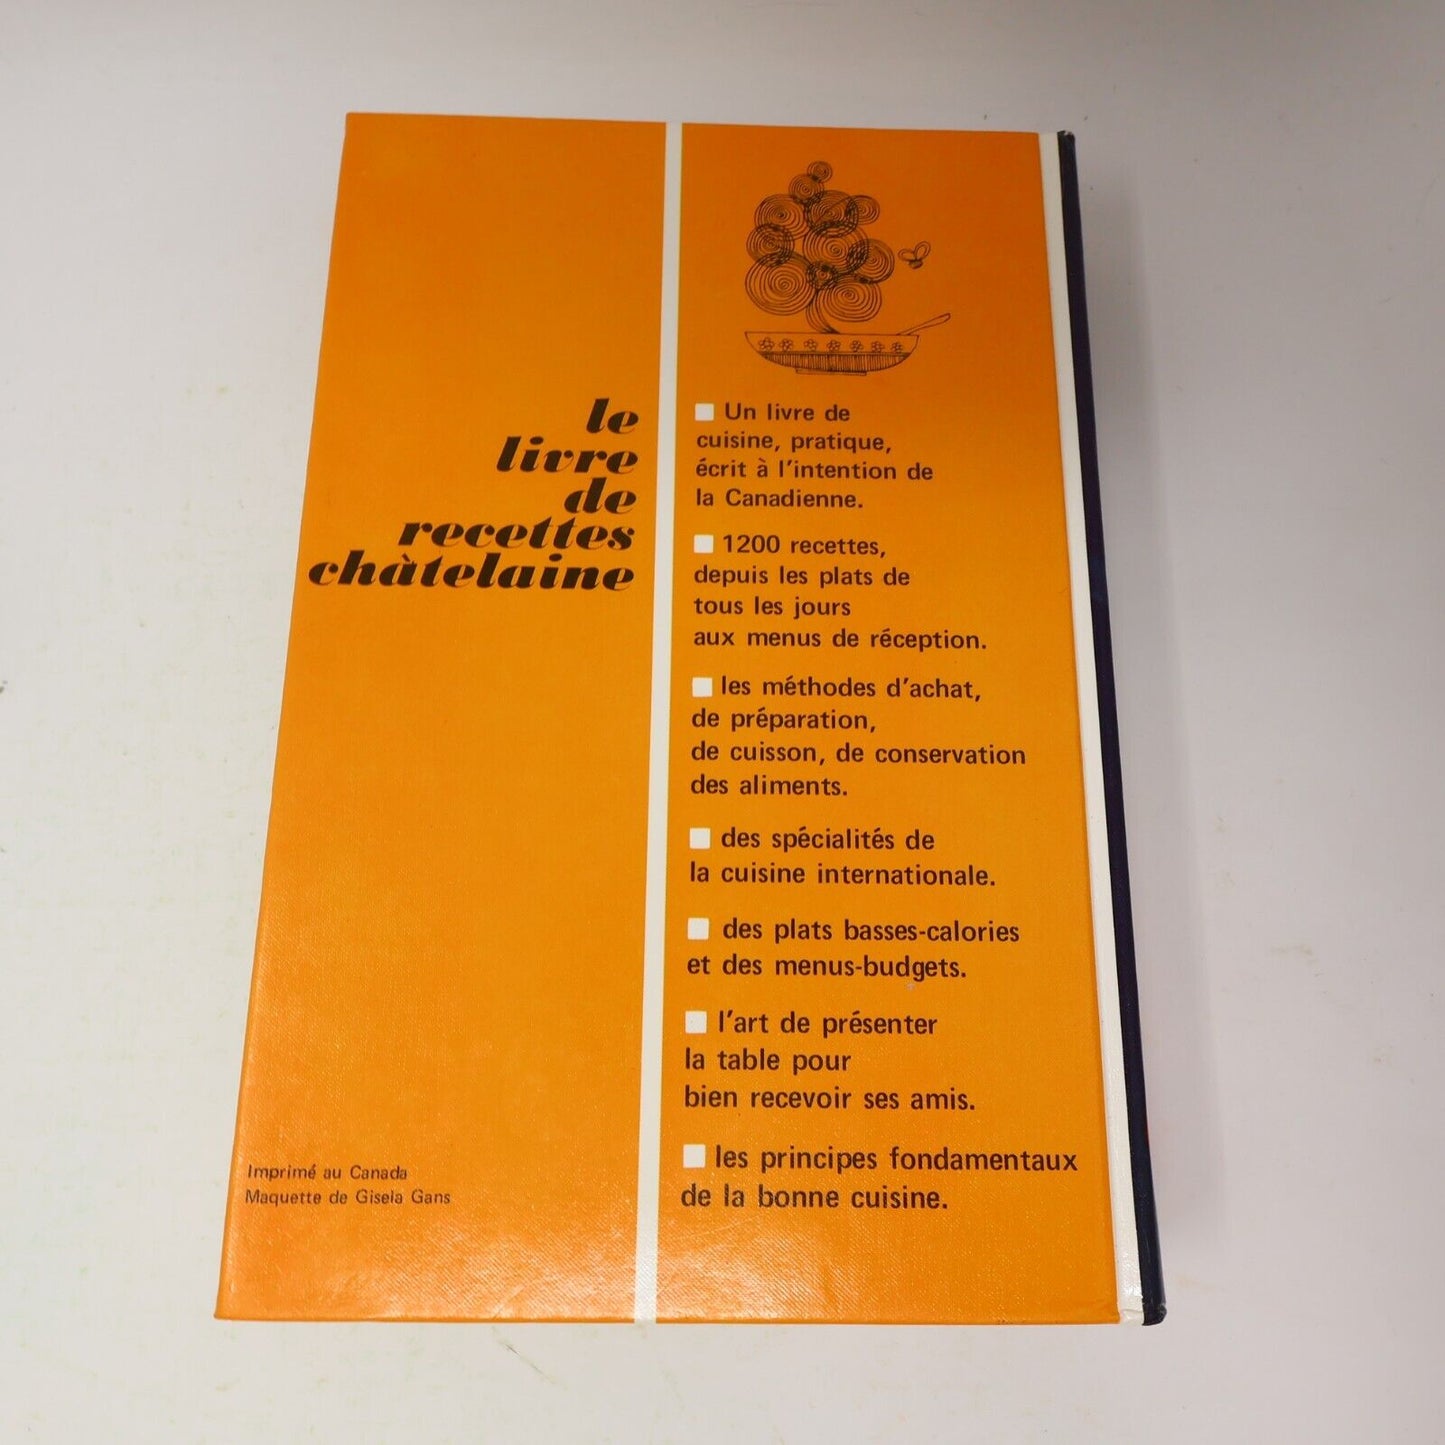 le
livre
de
recettes
châtelaine
Imprimé au Canada
Maquette de Gisela Gans
Un livre de
cuisine, pratique,
écrit à l'intention de
la Canadienne.
1200 recettes,
depuis les plats de
tous les jours
aux menus de réception.
les méthodes d'achat,
de préparation,
de cuisson, de conservation
des aliments.
des spécialités de
la cuisine internationale.
des plats basses-calories
et des menus-budgets.
l'art de présenter
la table pour
bien recevoir ses amis.
les principes fondamentaux
de la bonne cuisine.